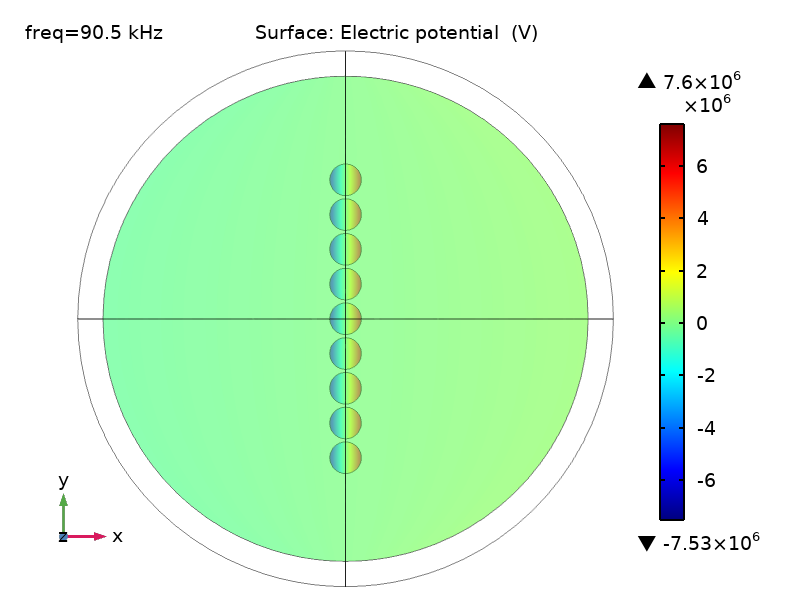 freq=90.5 kHz
Surface: Electric potential (V)
▲ 7.6×10⁶
×10⁶
6
4
2
0
-2
-4
-6
▼ -7.53×10⁶
y
z
x